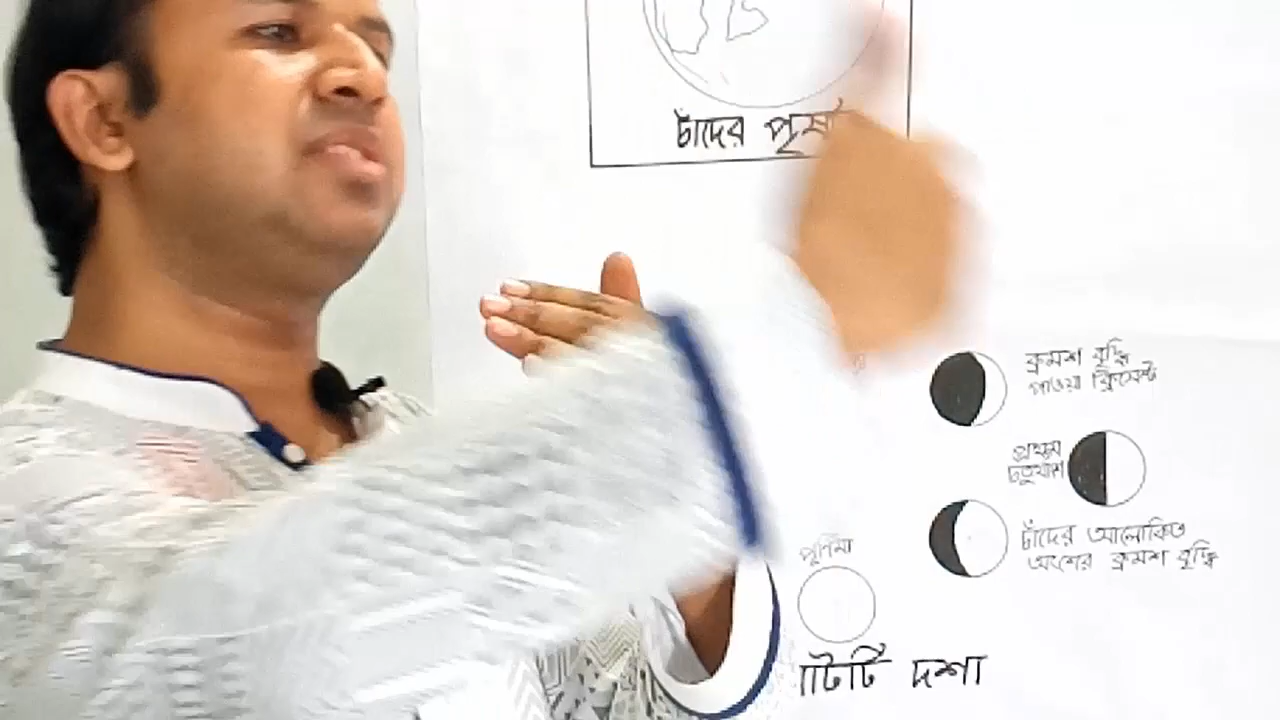 চাঁদের
ক্রমশ বৃদ্ধি
পাওয়া ক্রিসেন্ট
প্রথম
চতুর্থাংশ
চাঁদের আলোকিত
অংশের ক্রমশ বৃদ্ধি
পূর্ণিমা
দশা